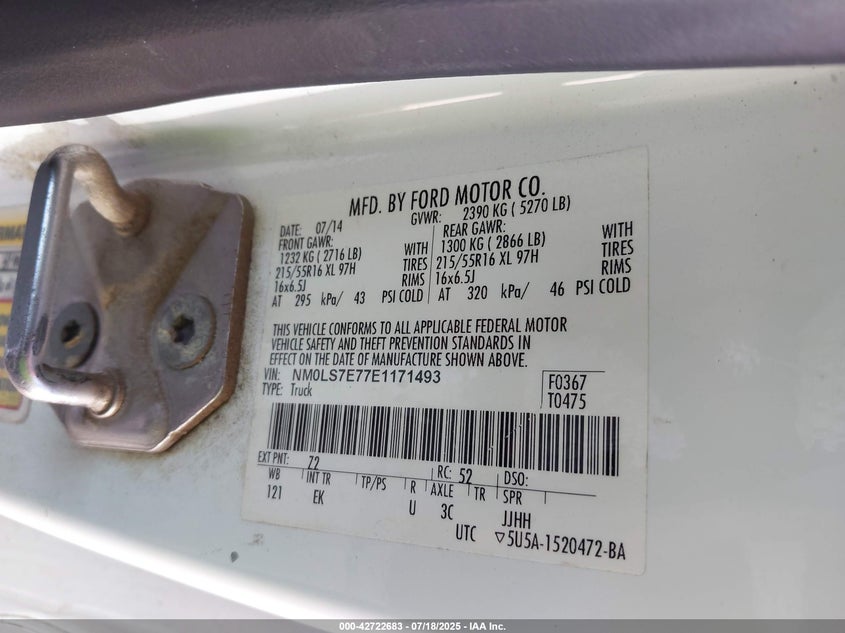 MFD. BY FORD MOTOR CO.
DATE: 07/14 GVWR: 2390 KG ( 5270 LB)
FRONT GAWR: REAR GAWR:
1232 KG ( 2716 LB) WITH 1300 KG ( 2866 LB) WITH
215/55R16 XL 97H TIRES 215/55R16 XL 97H TIRES
16x6.5J RIMS 16x6.5J RIMS
AT 295 kPa/ 43 PSI COLD AT 320 kPa/ 46 PSI COLD
THIS VEHICLE CONFORMS TO ALL APPLICABLE FEDERAL MOTOR
VEHICLE SAFETY AND THEFT PREVENTION STANDARDS IN
EFFECT ON THE DATE OF MANUFACTURE SHOWN ABOVE.
VIN: NM0LS7E77E1171493 F0367
TYPE: Truck T0475
EXT PNT: Z2 RC: 52 DSO:
WB INT TR TP/PS R AXLE TR SPR
121 EK U 3C JJHH
UTC ▽5U5A-1520472-BA
000-42722683 - 07/18/2025 - IAA Inc.